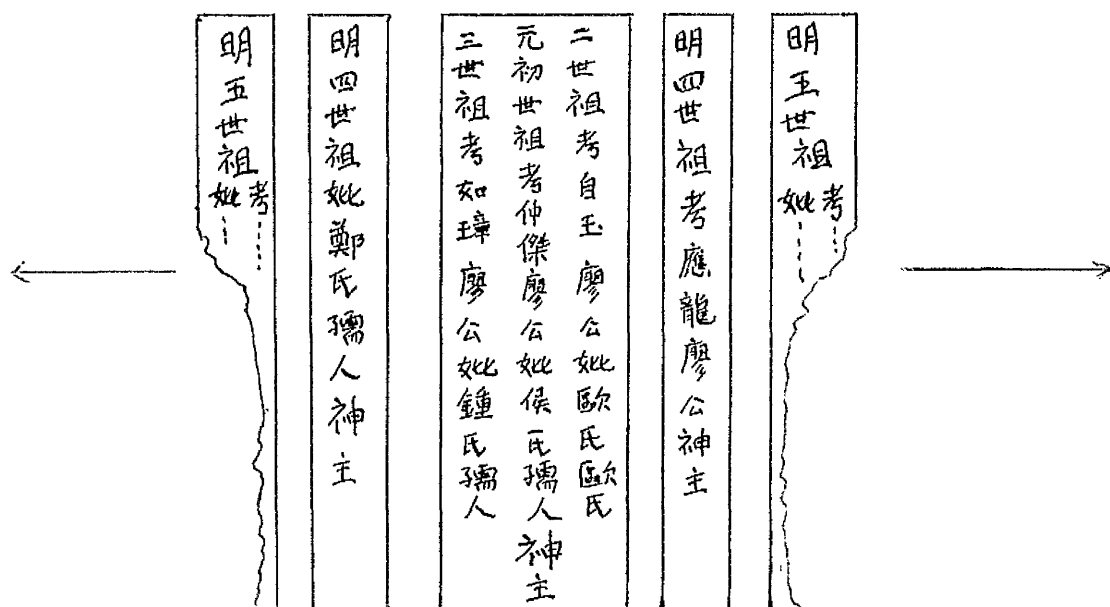 明五世祖
考
妣
明四世祖考應龍廖公神主
二世祖考自玉廖公妣歐氏歐氏
元初世祖考仲傑廖公妣侯氏孺人神主
三世祖考如璋廖公妣鍾氏孺人
明四世祖妣鄭氏孺人神主
明五世祖
考
妣